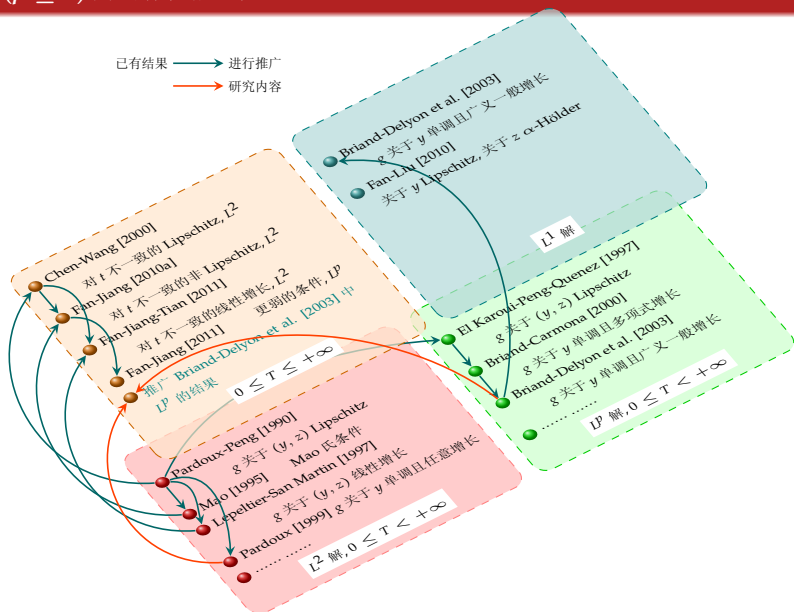 已有结果
进行推广
研究内容
Briand-Delyon et al. [2003]
g 关于 y 单调且广义一般增长
Fan-Liu [2010]
关于 y Lipschitz, 关于 z α-Hölder
L¹ 解
Chen-Wang [2000]
对 t 不一致的 Lipschitz, L²
Fan-Jiang [2010a]
对 t 不一致的非 Lipschitz, L²
Fan-Jiang-Tian [2011]
对 t 不一致的线性增长, L²
Fan-Jiang [2011] 更弱的条件, Lᵖ
推广 Briand-Delyon et al. [2003] 中
Lᵖ 的结果
0 ≤ T ≤ +∞
El Karoui-Peng-Quenez [1997]
g 关于 (y, z) Lipschitz
Briand-Carmona [2000]
g 关于 y 单调且多项式增长
Briand-Delyon et al. [2003]
g 关于 y 单调且广义一般增长
…………
Lᵖ 解, 0 ≤ T < +∞
Pardoux-Peng [1990]
g 关于 (y, z) Lipschitz
Mao [1995] Mao 氏条件
Lepeltier-San Martin [1997]
g 关于 (y, z) 线性增长
Pardoux [1999] g 关于 y 单调且任意增长
…… ……
L² 解, 0 ≤ T < +∞